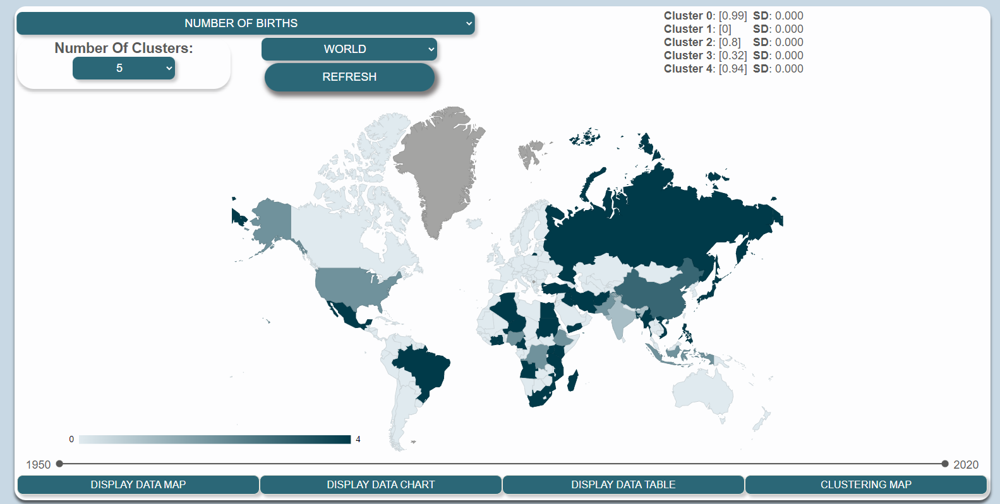 NUMBER OF BIRTHS
Number Of Clusters:
5
WORLD
REFRESH
Cluster 0: [0.99] SD: 0.000
Cluster 1: [0] SD: 0.000
Cluster 2: [0.8] SD: 0.000
Cluster 3: [0.32] SD: 0.000
Cluster 4: [0.94] SD: 0.000
0 4
1950 2020
DISPLAY DATA MAP DISPLAY DATA CHART DISPLAY DATA TABLE CLUSTERING MAP